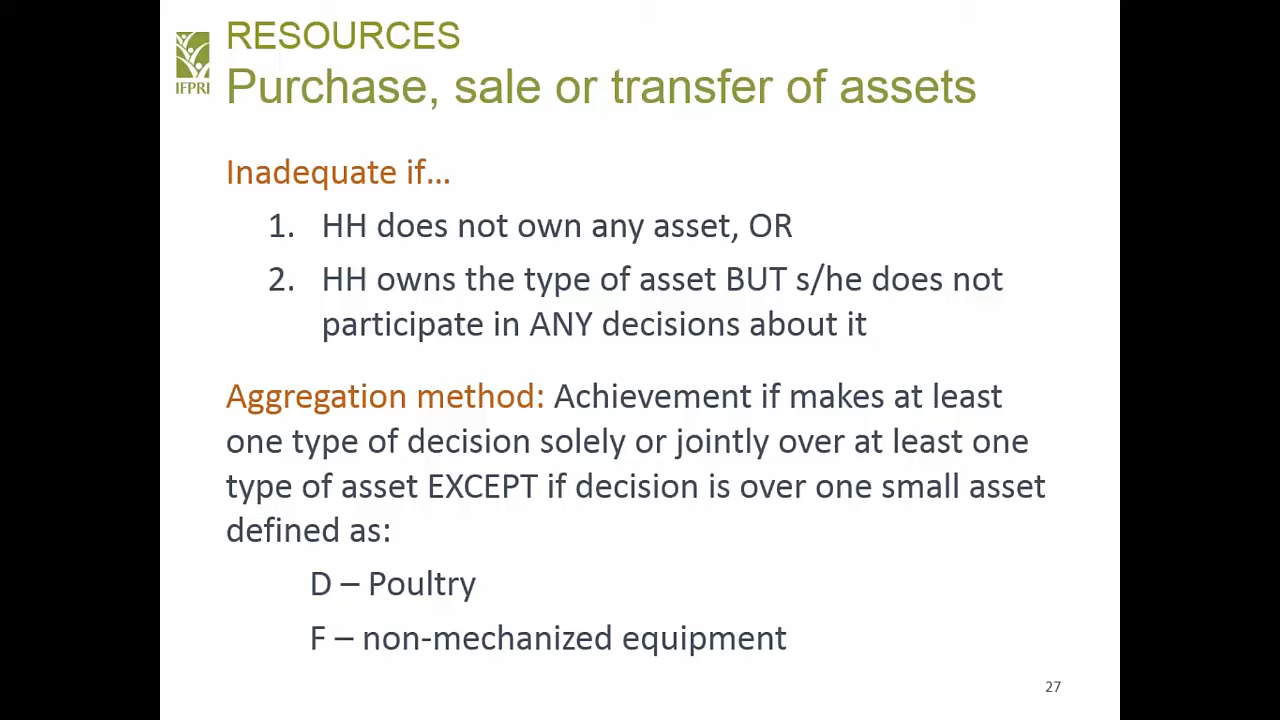 RESOURCES
IFPRI
Purchase, sale or transfer of assets
Inadequate if…
1. HH does not own any asset, OR
2. HH owns the type of asset BUT s/he does not
participate in ANY decisions about it
Aggregation method: Achievement if makes at least
one type of decision solely or jointly over at least one
type of asset EXCEPT if decision is over one small asset
defined as:
D – Poultry
F – non-mechanized equipment
27